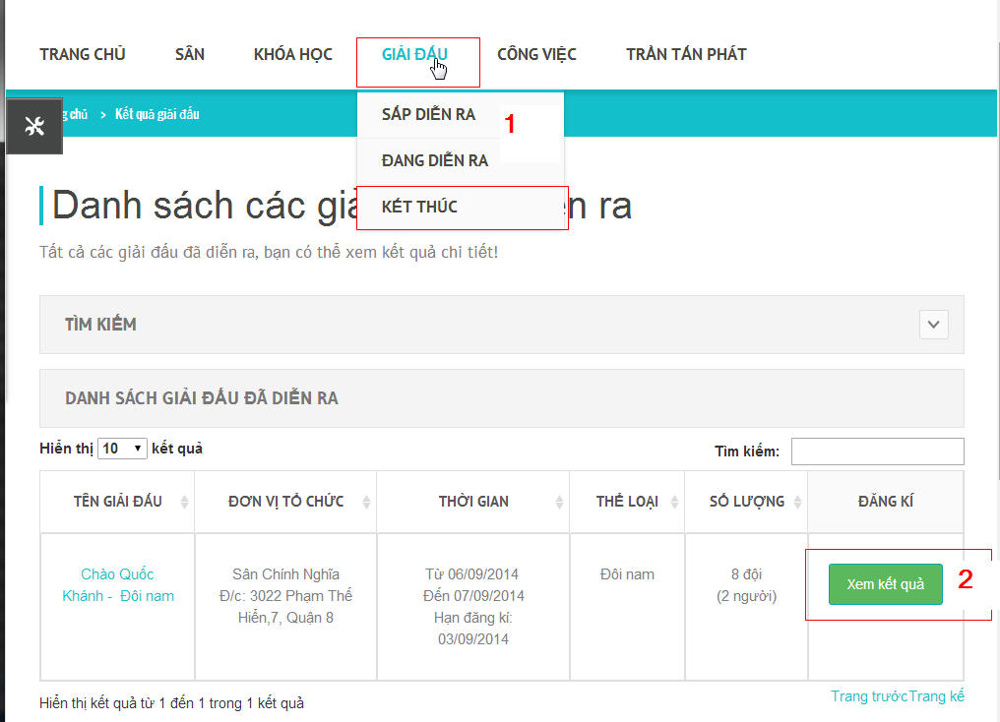 TRANG CHỦ SÂN KHÓA HỌC GIẢI ĐẤU CÔNG VIỆC TRẦN TẤN PHÁT
chủ > Kết quả giải đấu
SẮP DIỄN RA 1
ĐANG DIỄN RA
KẾT THÚC
Danh sách các ra
Tất cả các giải đấu đã diễn ra, bạn có thể xem kết quả chi tiết!
TÌM KIẾM
DANH SÁCH GIẢI ĐẤU ĐÃ DIỄN RA
Hiển thị 10 kết quả Tìm kiếm:
TÊN GIẢI ĐẤU ĐƠN VỊ TỔ CHỨC THỜI GIAN THỂ LOẠI SỐ LƯỢNG ĐĂNG KÍ
Chào Quốc
Khánh - Đôi nam
Sân Chính Nghĩa
Đ/c: 3022 Phạm Thế
Hiển,7, Quận 8
Từ 06/09/2014
Đến 07/09/2014
Hạn đăng kí:
03/09/2014
Đôi nam
8 đội
(2 người)
Xem kết quả 2
Hiển thị kết quả từ 1 đến 1 trong 1 kết quả
Trang trướcTrang kế